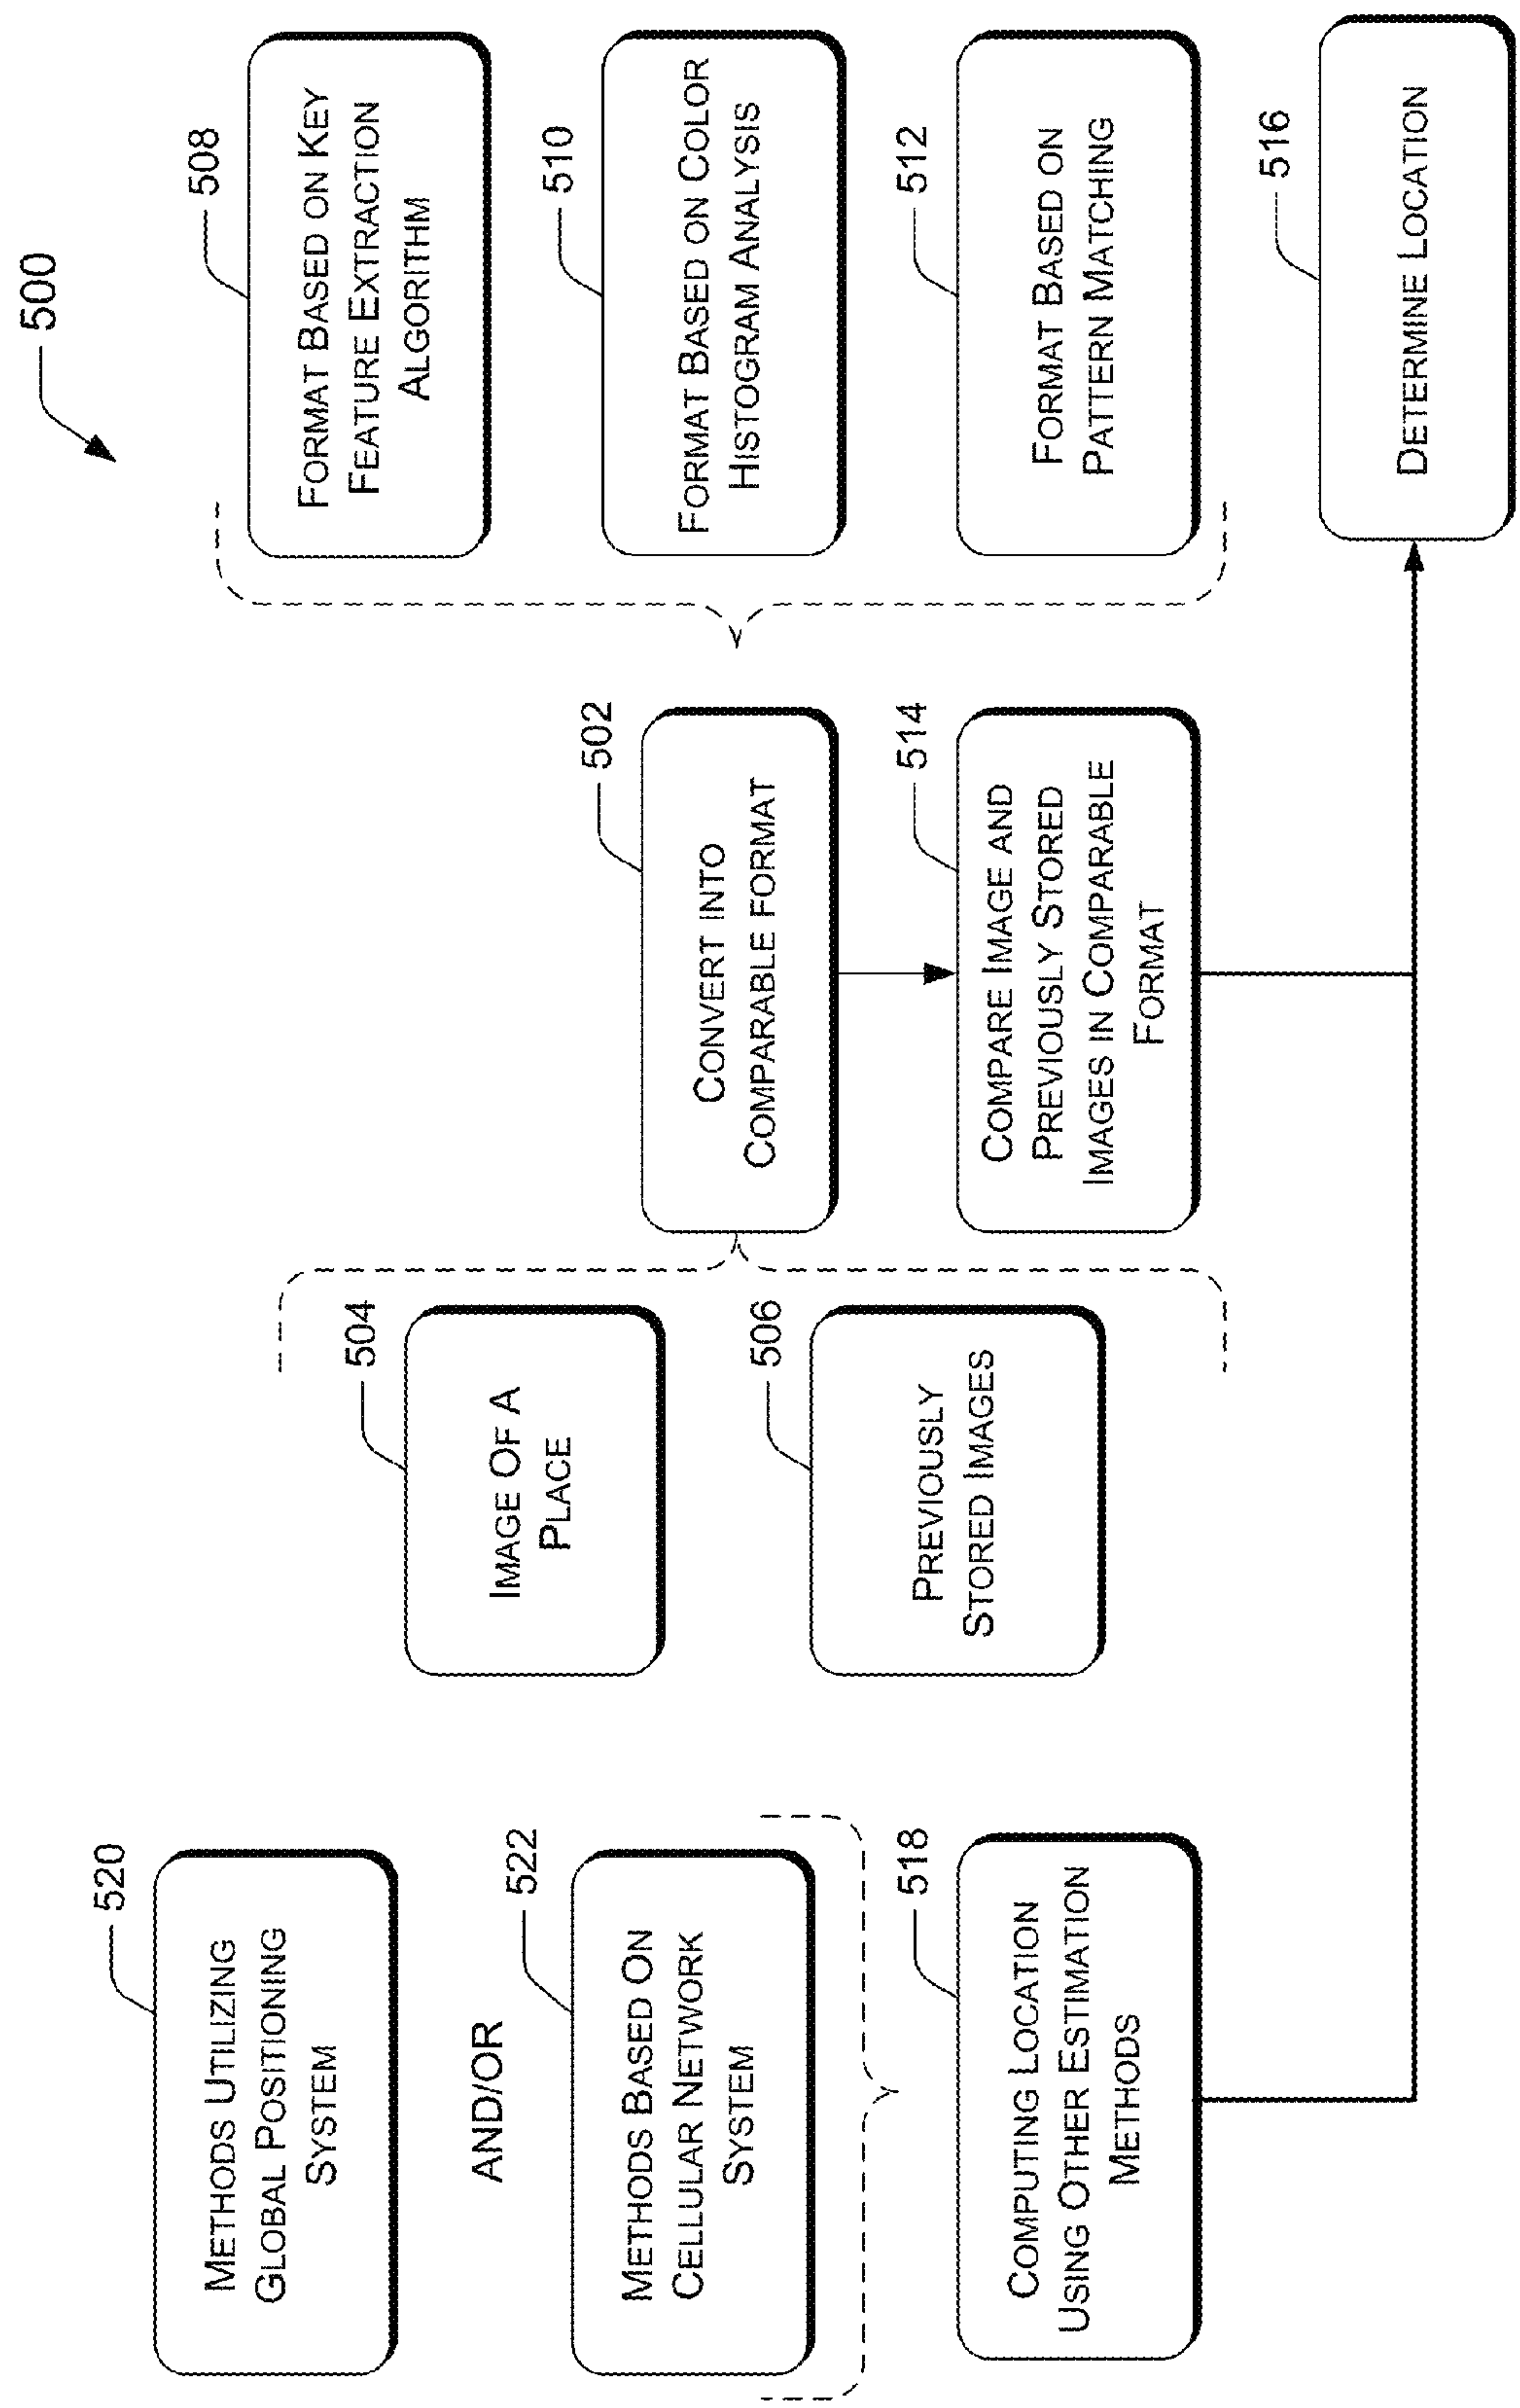 500
520
METHODS UTILIZING
GLOBAL POSITIONING
SYSTEM
AND/OR
522
METHODS BASED ON
CELLULAR NETWORK
SYSTEM
518
COMPUTING LOCATION
USING OTHER ESTIMATION
METHODS
504
IMAGE OF A
PLACE
506
PREVIOUSLY
STORED IMAGES
502
CONVERT INTO
COMPARABLE FORMAT
514
COMPARE IMAGE AND
PREVIOUSLY STORED
IMAGES IN COMPARABLE
FORMAT
508
FORMAT BASED ON KEY
FEATURE EXTRACTION
ALGORITHM
510
FORMAT BASED ON COLOR
HISTOGRAM ANALYSIS
512
FORMAT BASED ON
PATTERN MATCHING
516
DETERMINE LOCATION